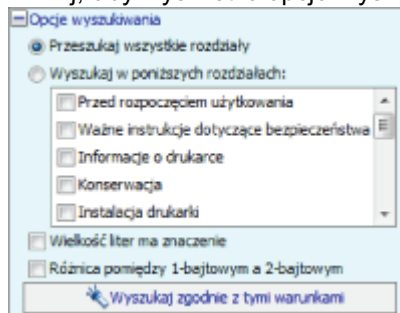 Opcje wyszukiwania
Przeszukaj wszystkie rozdziały
Wyszukaj w poniższych rozdziałach:
Przed rozpoczęciem użytkowania
Ważne instrukcje dotyczące bezpieczeństwa
Informacje o drukarce
Konserwacja
Instalacja drukarki
Wielkość liter ma znaczenie
Różnica pomiędzy 1-bajtowym a 2-bajtowym
Wyszukaj zgodnie z tymi warunkami